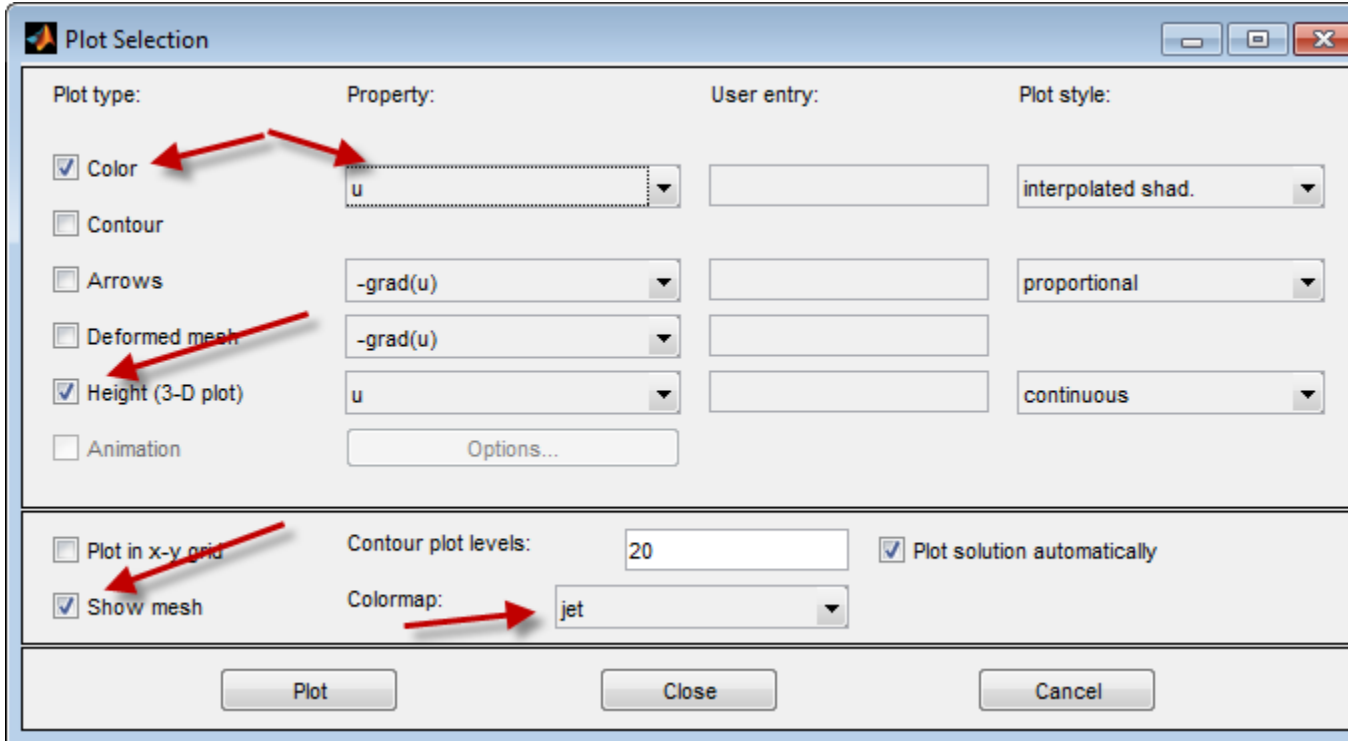 Plot Selection
Plot type: Property: User entry: Plot style:
Color u interpolated shad.
Contour
Arrows -grad(u) proportional
Deformed mesh -grad(u)
Height (3-D plot) u continuous
Animation Options...
Plot in x-y grid Contour plot levels: 20 Plot solution automatically
Show mesh Colormap: jet
Plot Close Cancel